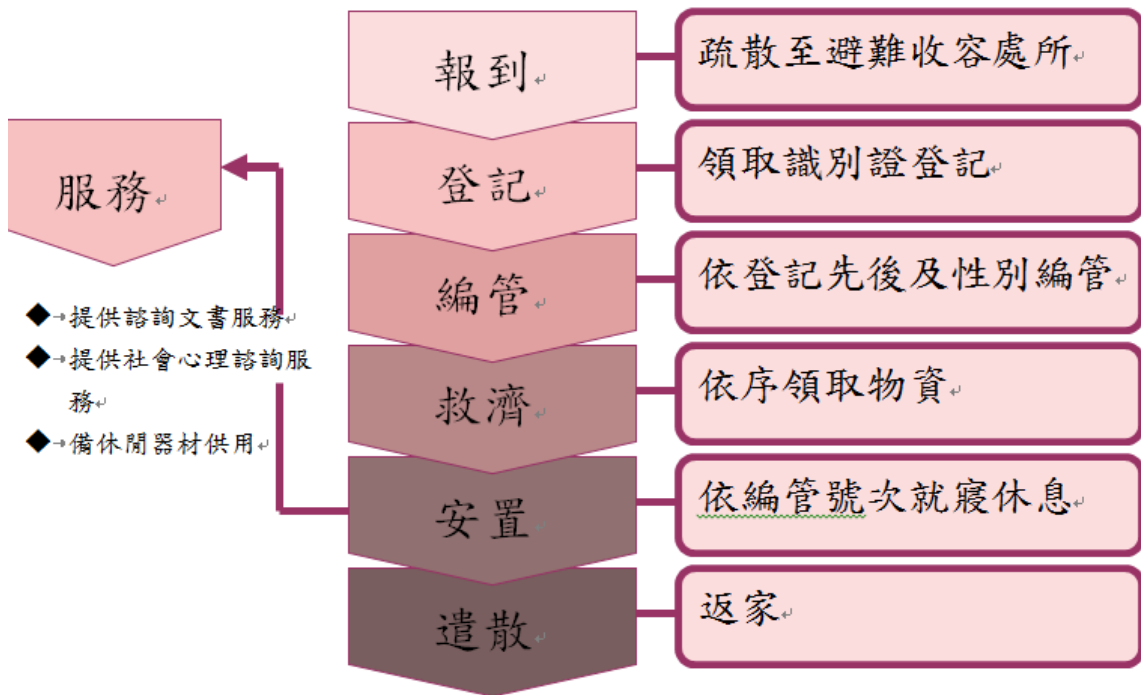 報到
疏散至避難收容處所
登記
領取識別證登記
編管
依登記先後及性別編管
救濟
依序領取物資
安置
依編管號次就寢休息
遣散
返家
服務
◆提供諮詢文書服務
◆提供社會心理諮詢服
務
◆備休閒器材供用